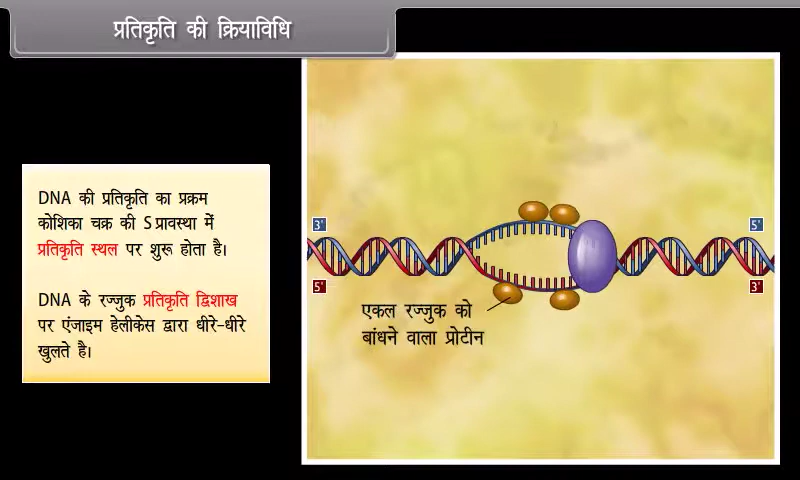 प्रतिकृति की क्रियाविधि
DNA की प्रतिकृति का प्रक्रम
कोशिका चक्र की S प्रावस्था में
प्रतिकृति स्थल पर शुरू होता है।
DNA के रज्जुक प्रतिकृति द्विशाख
पर एंजाइम हेलीकेस द्वारा धीरे-धीरे
खुलते है।
3'
5'
5'
3'
एकल रज्जुक को
बांधने वाला प्रोटीन